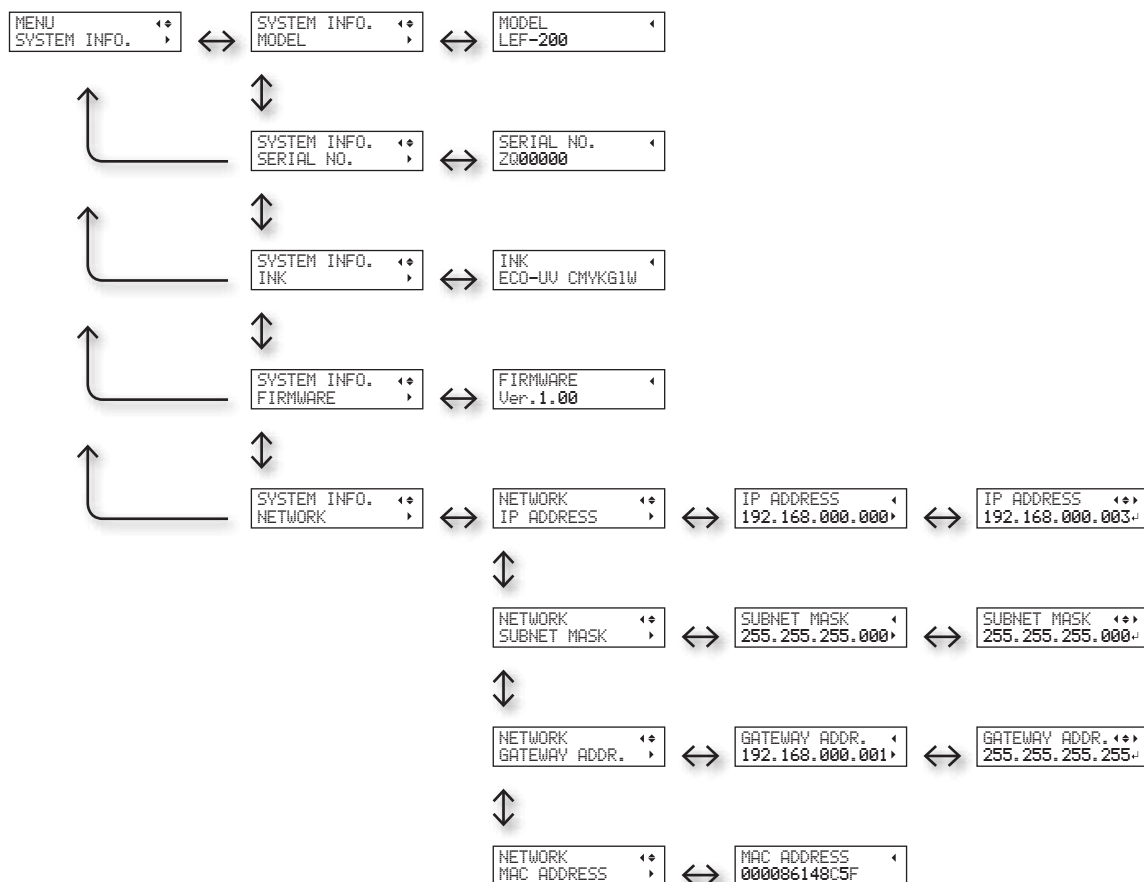 MENU
SYSTEM INFO.
SYSTEM INFO.
MODEL
MODEL
LEF-200
SYSTEM INFO.
SERIAL NO.
SERIAL NO.
ZQ00000
SYSTEM INFO.
INK
INK
ECO-UV CMYKGlW
SYSTEM INFO.
FIRMWARE
FIRMWARE
Ver.1.00
SYSTEM INFO.
NETWORK
NETWORK
IP ADDRESS
IP ADDRESS
192.168.000.000
IP ADDRESS
192.168.000.003
NETWORK
SUBNET MASK
SUBNET MASK
255.255.255.000
SUBNET MASK
255.255.255.000
NETWORK
GATEWAY ADDR.
GATEWAY ADDR.
192.168.000.001
GATEWAY ADDR.
255.255.255.255
NETWORK
MAC ADDRESS
MAC ADDRESS
000086148C5F